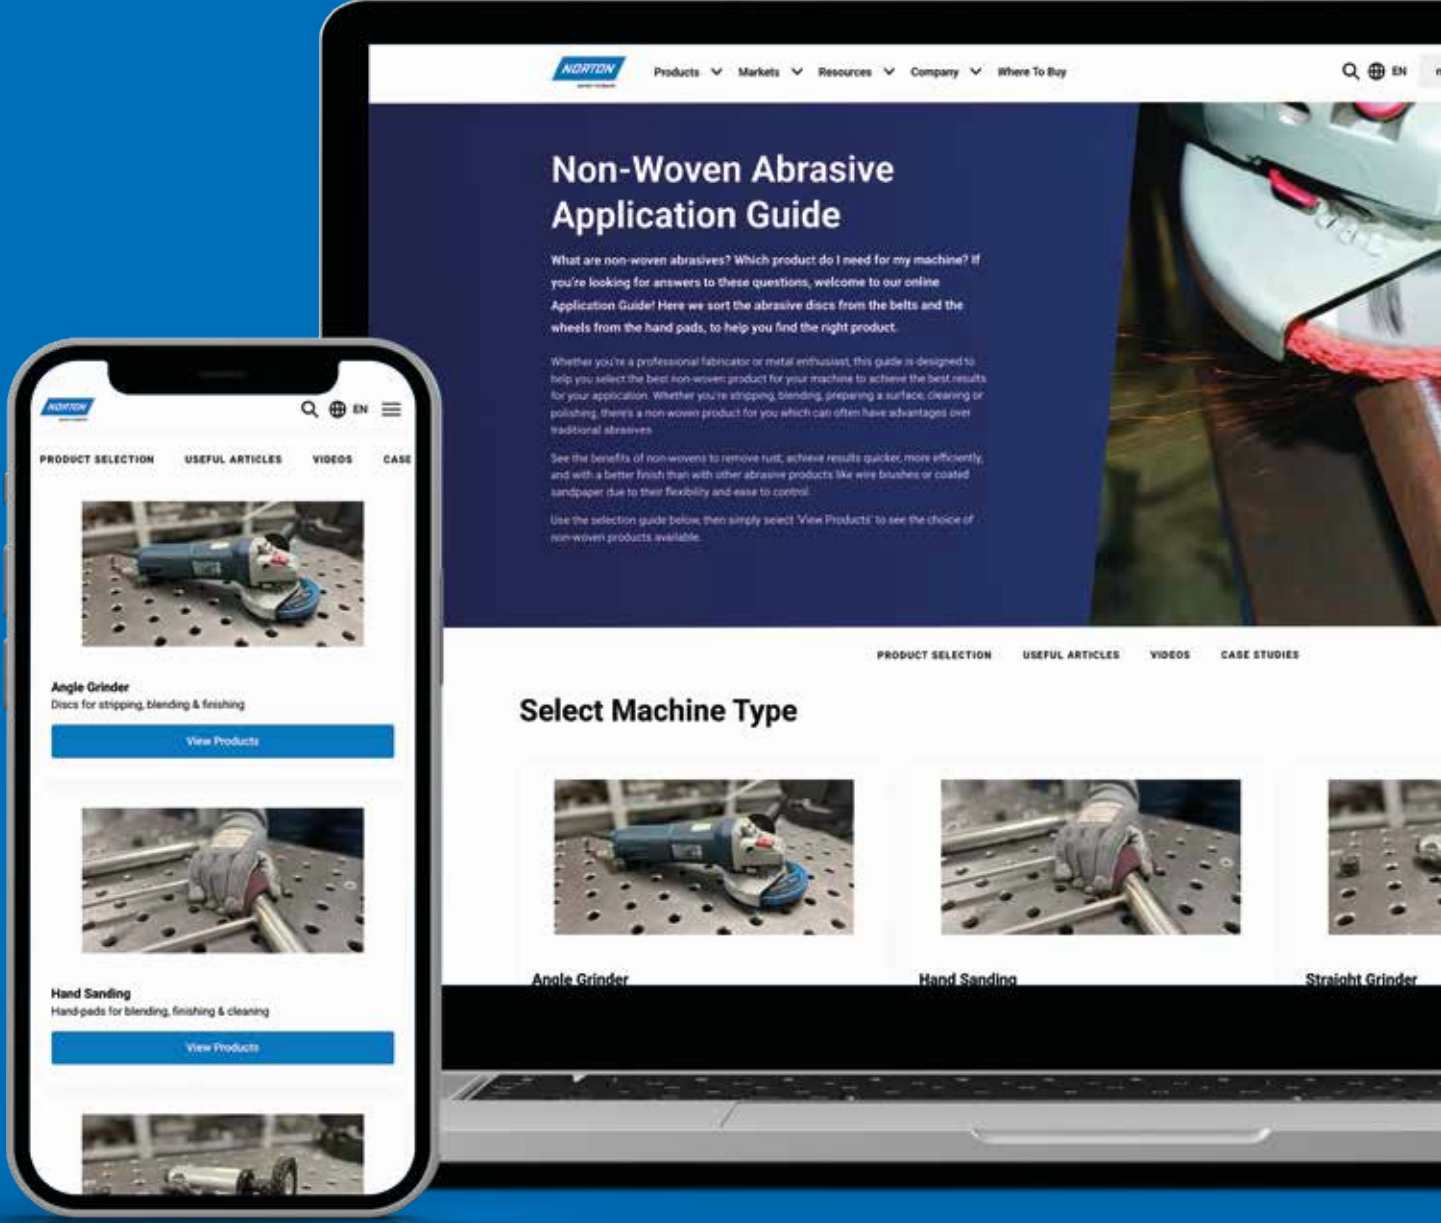 NORTON
Products
Markets
Resources
Company
Where To Buy
EN
Non-Woven Abrasive
Application Guide
What are non-woven abrasives? Which product do I need for my machine? If
you're looking for answers to these questions, welcome to our online
Application Guide! Here we sort the abrasive discs from the belts and the
wheels from the hand pads, to help you find the right product.
Whether you're a professional fabricator or metal enthusiast, this guide is designed to
help you select the best non-woven product for your machine to achieve the best results
for your application. Whether you're stripping, blending, preparing a surface, cleaning or
polishing, there's a non-woven product for you which can often have advantages over
traditional abrasives
See the benefits of non-wovens to remove rust, achieve results quicker, more efficiently,
and with a better finish than with other abrasive products like wire brushes or coated
sandpaper due to their flexibility and ease to control.
Use the selection guide below, then simply select 'View Products' to see the choice of
non-woven products available.
PRODUCT SELECTION
USEFUL ARTICLES
VIDEOS
CASE STUDIES
Select Machine Type
Angle Grinder
Hand Sanding
Straight Grinder
NORTON
EN
PRODUCT SELECTION
USEFUL ARTICLES
VIDEOS
CASE
Angle Grinder
Discs for stripping, blending & finishing
View Products
Hand Sanding
Hand-pads for blending, finishing & cleaning
View Products